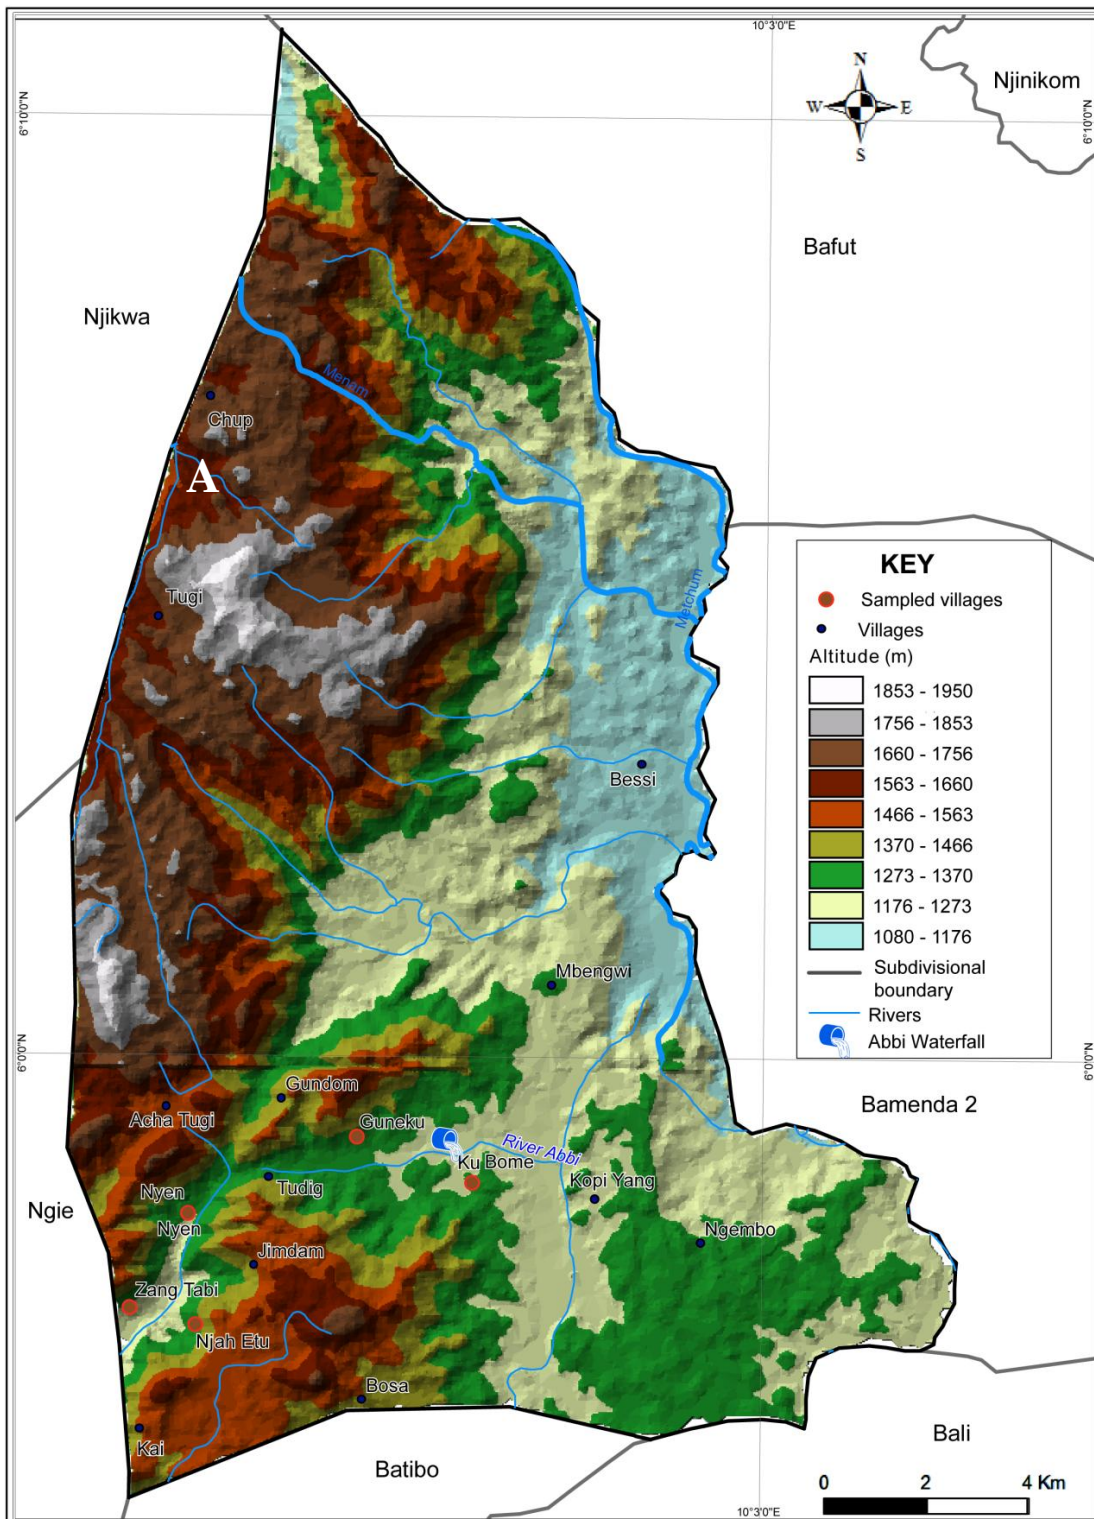 10°3'0"E
Njinikom
N
W E
S
6°10'0"N
6°10'0"N
Bafut
Njikwa
Menam
Chup
A
KEY
Sampled villages
Villages
Altitude (m)
1853 - 1950
1756 - 1853
1660 - 1756
1563 - 1660
1466 - 1563
1370 - 1466
1273 - 1370
1176 - 1273
1080 - 1176
Subdivisional
boundary
Rivers
Abbi Waterfall
Metchum
Tugi
Bessi
Mbengwi
6°0'0"N
6°0'0"N
Gundom
Acha Tugi
Guneku
Bamenda 2
River Abbi
Ku Bome
Tudig
Kopi Yang
Nyen
Ngie
Nyen
Ngembo
Jimdam
Zang Tabi
Njah Etu
Bosa
Kai
Bali
Batibo
0 2 4 Km
10°3'0"E